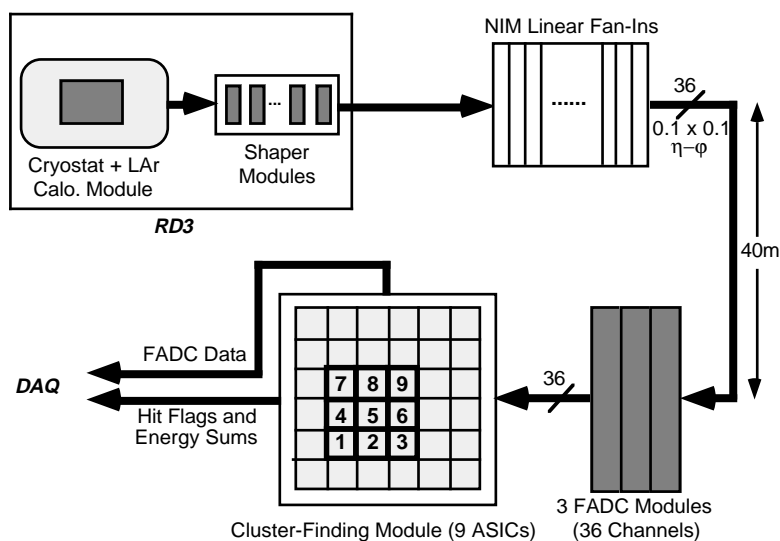 NIM Linear Fan-Ins
36
0.1 x 0.1
η−φ
...
......
Cryostat + LAr
Calo. Module
Shaper
Modules
RD3
40m
FADC Data
DAQ
Hit Flags and
Energy Sums
7 8 9
4 5 6
1 2 3
36
Cluster-Finding Module (9 ASICs)
3 FADC Modules
(36 Channels)